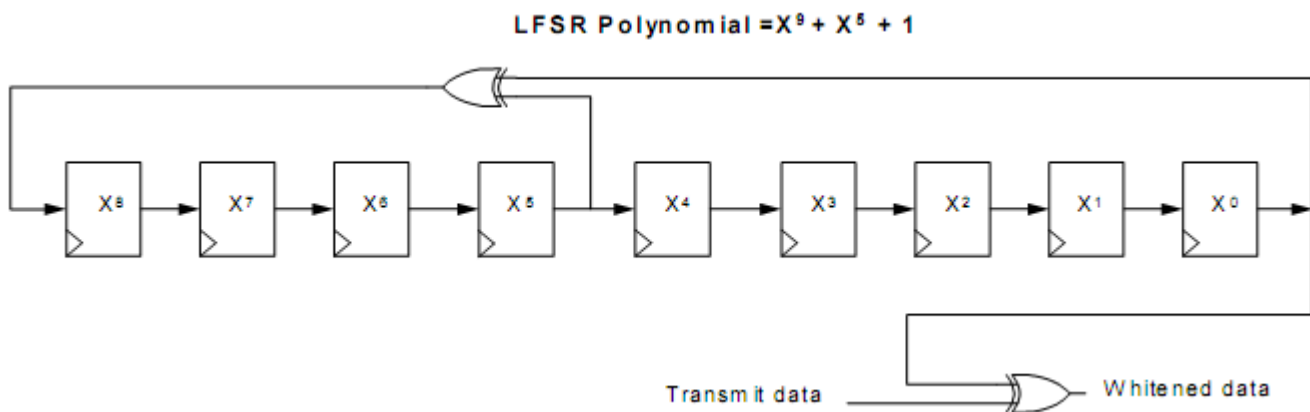 LFSR Polynomial =X⁹ + X⁵ + 1
X⁸ X⁷ X⁶ X⁵ X⁴ X³ X² X¹ X⁰
Transmit data
Whitened data